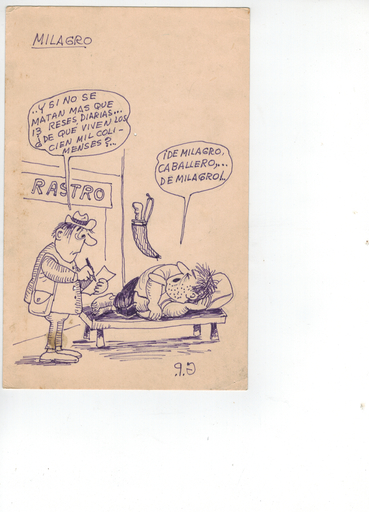 MILAGRO
..Y SI NO SE
MATAN MAS QUE
13 RESES, DIARIAS...
¿DE QUÉ VIVEN LOS
CIEN MIL COLI-
MENSES?...
¡DE MILAGRO,
CABALLERO,...
DE MILAGRO!.
RASTRO